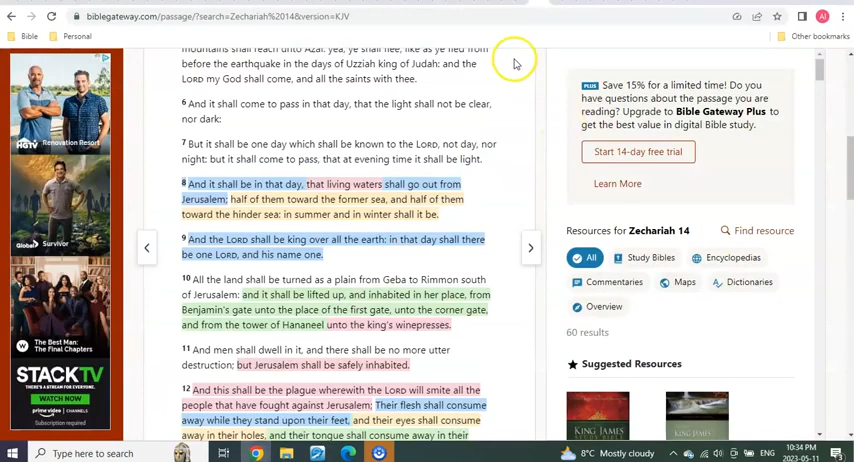 biblegateway.com/passage/?search=Zechariah%2014&version=KJV
AI
Bible
Personal
Other bookmarks
mountains shall reach unto Azal: yea, ye shall flee, like as ye fled from
before the earthquake in the days of Uzziah king of Judah: and the
LORD my God shall come, and all the saints with thee.
6 And it shall come to pass in that day, that the light shall not be clear,
nor dark:
7 But it shall be one day which shall be known to the LORD, not day, nor
night: but it shall come to pass, that at evening time it shall be light.
8 And it shall be in that day, that living waters shall go out from
Jerusalem; half of them toward the former sea, and half of them
toward the hinder sea: in summer and in winter shall it be.
9 And the LORD shall be king over all the earth: in that day shall there
be one LORD, and his name one.
10 All the land shall be turned as a plain from Geba to Rimmon south
of Jerusalem: and it shall be lifted up, and inhabited in her place, from
Benjamin's gate unto the place of the first gate, unto the corner gate,
and from the tower of Hananeel unto the king's winepresses.
11 And men shall dwell in it, and there shall be no more utter
destruction; but Jerusalem shall be safely inhabited.
12 And this shall be the plague wherewith the LORD will smite all the
people that have fought against Jerusalem; Their flesh shall consume
away while they stand upon their feet, and their eyes shall consume
away in their holes, and their tongue shall consume away in their
HGTV Renovation Resort
Global Survivor
W The Best Man:
The Final Chapters
STACKTV
WATCH NOW
prime video CHANNELS
Subscription required
PLUS Save 15% for a limited time! Do you
have questions about the passage you are
reading? Upgrade to Bible Gateway Plus to
get the best value in digital Bible study.
Start 14-day free trial
Learn More
Resources for Zechariah 14
Find resource
All
Study Bibles
Encyclopedias
Commentaries
Maps
Dictionaries
Overview
60 results
Suggested Resources
KING JAMES
KING JAMES
Type here to search
8°C Mostly cloudy
10:34 PM
2023-05-11